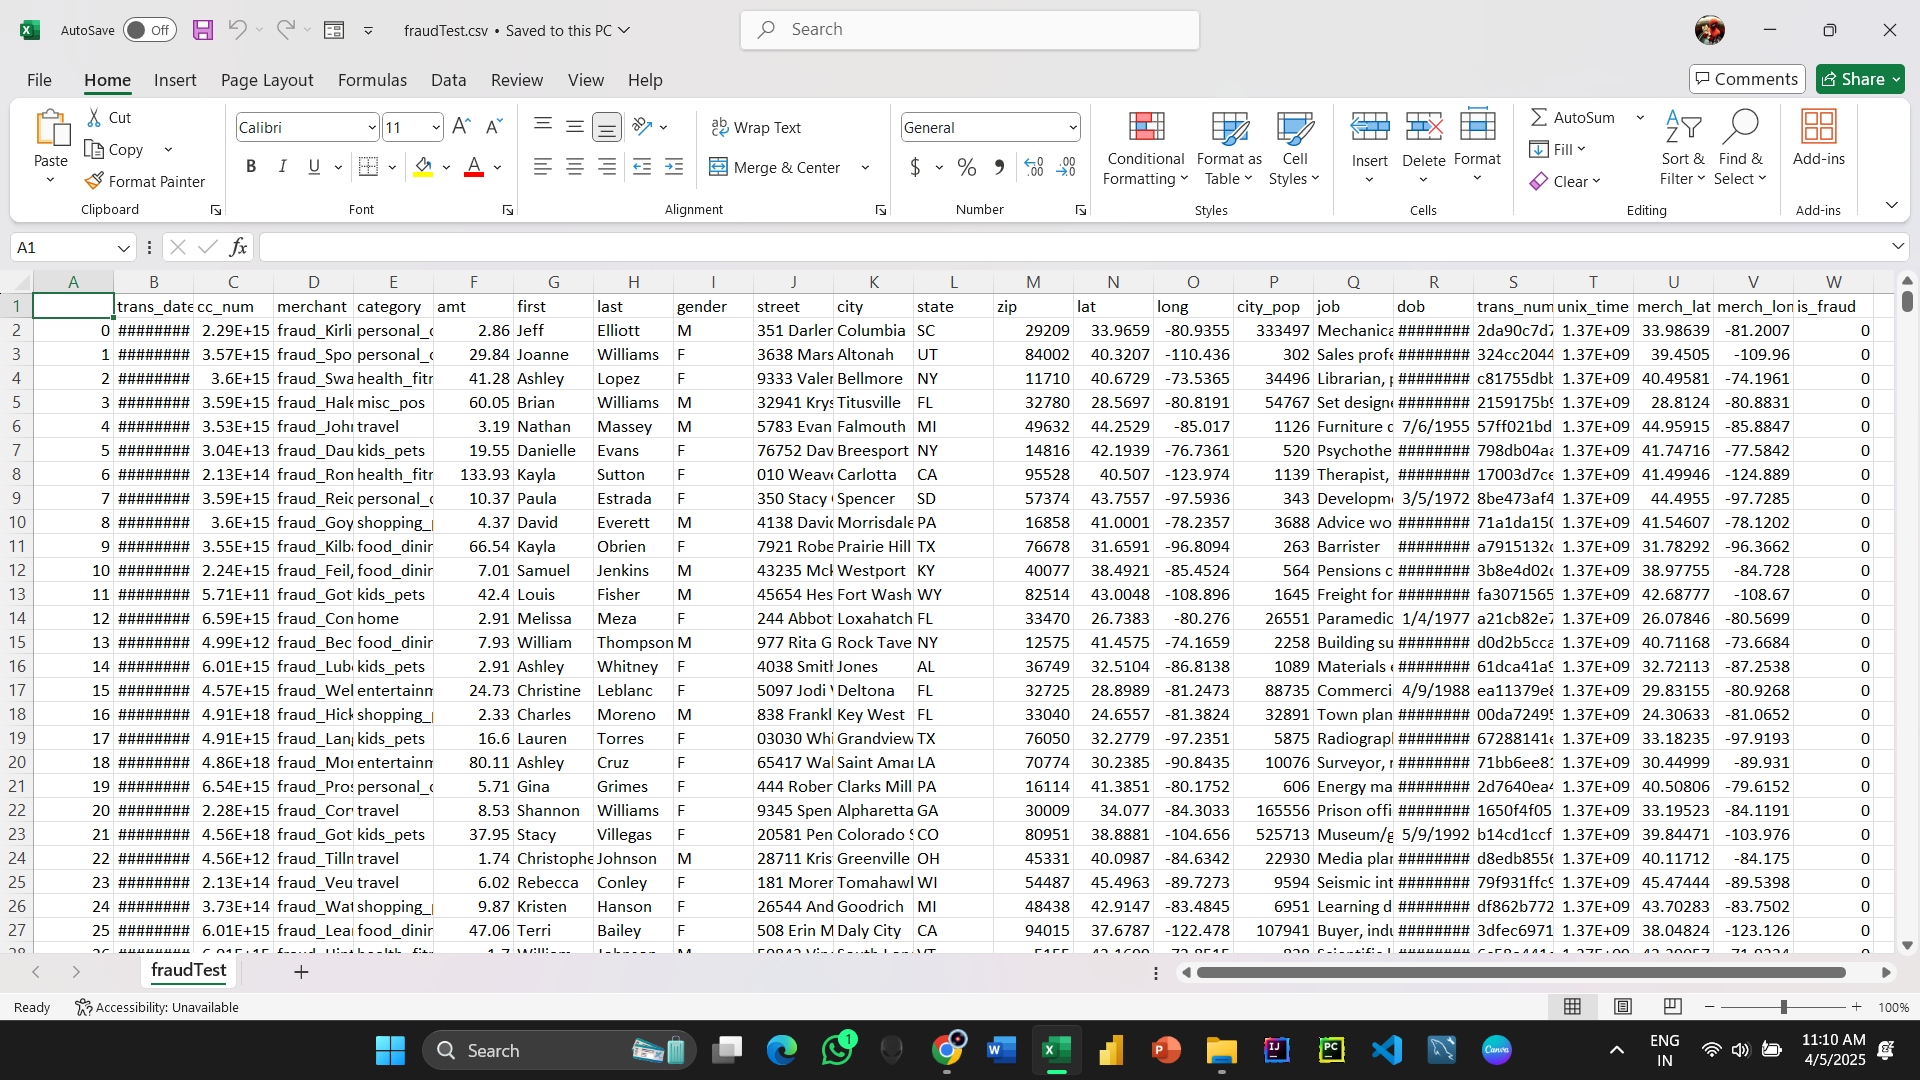 AutoSave Off fraudTest.csv • Saved to this PC Search
File Home Insert Page Layout Formulas Data Review View Help Comments Share
Paste Cut Copy Format Painter Clipboard
Calibri 11 B I U A Font
Wrap Text Merge & Center Alignment
General $ % Number
Conditional Formatting Format as Table Cell Styles Styles
Insert Delete Format Cells
AutoSum Fill Clear Sort & Filter Find & Select Editing
Add-ins Add-ins
A1 fx
A B C D E F G H I J K L M N O P Q R S T U V W
1 trans_date cc_num merchant category amt first last gender street city state zip lat long city_pop job dob trans_num unix_time merch_lat merch_lon is_fraud
2 0 ######## 2.29E+15 fraud_Kirli personal_c 2.86 Jeff Elliott M 351 Darler Columbia SC 29209 33.9659 -80.9355 333497 Mechanica ######## 2da90c7d7 1.37E+09 33.98639 -81.2007 0
3 1 ######## 3.57E+15 fraud_Spo personal_c 29.84 Joanne Williams F 3638 Mars Altonah UT 84002 40.3207 -110.436 302 Sales profe ######## 324cc2044 1.37E+09 39.4505 -109.96 0
4 2 ######## 3.6E+15 fraud_Swa health_fitn 41.28 Ashley Lopez F 9333 Valer Bellmore NY 11710 40.6729 -73.5365 34496 Librarian, p ######## c81755dbb 1.37E+09 40.49581 -74.1961 0
5 3 ######## 3.59E+15 fraud_Hale misc_pos 60.05 Brian Williams M 32941 Krys Titusville FL 32780 28.5697 -80.8191 54767 Set designe ######## 2159175b9 1.37E+09 28.8124 -80.8831 0
6 4 ######## 3.53E+15 fraud_John travel 3.19 Nathan Massey M 5783 Evan Falmouth MI 49632 44.2529 -85.017 1126 Furniture d 7/6/1955 57ff021bd 1.37E+09 44.95915 -85.8847 0
7 5 ######## 3.04E+13 fraud_Dau kids_pets 19.55 Danielle Evans F 76752 Dav Breesport NY 14816 42.1939 -76.7361 520 Psychothe ######## 798db04aa 1.37E+09 41.74716 -77.5842 0
8 6 ######## 2.13E+14 fraud_Ron health_fitn 133.93 Kayla Sutton F 010 Weave Carlotta CA 95528 40.507 -123.974 1139 Therapist, ######## 17003d7ce 1.37E+09 41.49946 -124.889 0
9 7 ######## 3.59E+15 fraud_Reic personal_c 10.37 Paula Estrada F 350 Stacy Spencer SD 57374 43.7557 -97.5936 343 Developme 3/5/1972 8be473af4 1.37E+09 44.4955 -97.7285 0
10 8 ######## 3.6E+15 fraud_Goy shopping_ 4.37 David Everett M 4138 David Morrisdale PA 16858 41.0001 -78.2357 3688 Advice wo ######## 71a1da150 1.37E+09 41.54607 -78.1202 0
11 9 ######## 3.55E+15 fraud_Kilb food_dinin 66.54 Kayla Obrien F 7921 Robe Prairie Hill TX 76678 31.6591 -96.8094 263 Barrister ######## a7915132c 1.37E+09 31.78292 -96.3662 0
12 10 ######## 2.24E+15 fraud_Feil, food_dinin 7.01 Samuel Jenkins M 43235 Mck Westport KY 40077 38.4921 -85.4524 564 Pensions c ######## 3b8e4d02c 1.37E+09 38.97755 -84.728 0
13 11 ######## 5.71E+11 fraud_Got kids_pets 42.4 Louis Fisher M 45654 Hes Fort Wash WY 82514 43.0048 -108.896 1645 Freight for ######## fa3071565 1.37E+09 42.68777 -108.67 0
14 12 ######## 6.59E+15 fraud_Con home 2.91 Melissa Meza F 244 Abbot Loxahatch FL 33470 26.7383 -80.276 26551 Paramedic 1/4/1977 a21cb82e7 1.37E+09 26.07846 -80.5699 0
15 13 ######## 4.99E+12 fraud_Bec food_dinin 7.93 William Thompson M 977 Rita G Rock Tave NY 12575 41.4575 -74.1659 2258 Building su ######## d0d2b5cca 1.37E+09 40.71168 -73.6684 0
16 14 ######## 6.01E+15 fraud_Lub kids_pets 2.91 Ashley Whitney F 4038 Smith Jones AL 36749 32.5104 -86.8138 1089 Materials e ######## 61dca41a9 1.37E+09 32.72113 -87.2538 0
17 15 ######## 4.57E+15 fraud_Wel entertainm 24.73 Christine Leblanc F 5097 Jodi Deltona FL 32725 28.8989 -81.2473 88735 Commerci 4/9/1988 ea11379e8 1.37E+09 29.83155 -80.9268 0
18 16 ######## 4.91E+18 fraud_Hick shopping_ 2.33 Charles Moreno M 838 Frankl Key West FL 33040 24.6557 -81.3824 32891 Town plan ######## 00da72495 1.37E+09 24.30633 -81.0652 0
19 17 ######## 4.91E+15 fraud_Lang kids_pets 16.6 Lauren Torres F 03030 Whi Grandview TX 76050 32.2779 -97.2351 5875 Radiograp ######## 67288141e 1.37E+09 33.18235 -97.9193 0
20 18 ######## 4.86E+18 fraud_Mor entertainm 80.11 Ashley Cruz F 65417 Wal Saint Amar LA 70774 30.2385 -90.8435 10076 Surveyor, r ######## 71bb6ee81 1.37E+09 30.44999 -89.931 0
21 19 ######## 6.54E+15 fraud_Pros personal_c 5.71 Gina Grimes F 444 Rober Clarks Mill PA 16114 41.3851 -80.1752 606 Energy ma ######## 2d7640ea4 1.37E+09 40.50806 -79.6152 0
22 20 ######## 2.28E+15 fraud_Cor travel 8.53 Shannon Williams F 9345 Spen Alpharetta GA 30009 34.077 -84.3033 165556 Prison offi ######## 1650f4f05 1.37E+09 33.19523 -84.1191 0
23 21 ######## 4.56E+18 fraud_Got kids_pets 37.95 Stacy Villegas F 20581 Pen Colorado S CO 80951 38.8881 -104.656 525713 Museum/g 5/9/1992 b14cd1ccf 1.37E+09 39.84471 -103.976 0
24 22 ######## 4.56E+12 fraud_Tillm travel 1.74 Christophe Johnson M 28711 Kris Greenville OH 45331 40.0987 -84.6342 22930 Media plan ######## d8edb8556 1.37E+09 40.11712 -84.175 0
25 23 ######## 2.13E+14 fraud_Veu travel 6.02 Rebecca Conley F 181 Morer Tomahawl WI 54487 45.4963 -89.7273 9594 Seismic int ######## 79f931ffc9 1.37E+09 45.47444 -89.5398 0
26 24 ######## 3.73E+14 fraud_Wat shopping_ 9.87 Kristen Hanson F 26544 And Goodrich MI 48438 42.9147 -83.4845 6951 Learning d ######## df862b772 1.37E+09 43.70283 -83.7502 0
27 25 ######## 6.01E+15 fraud_Lea food_dinin 47.06 Terri Bailey F 508 Erin M Daly City CA 94015 37.6787 -122.478 107941 Buyer, indu ######## 3dfec6971 1.37E+09 38.04824 -123.126 0
fraudTest
Ready Accessibility: Unavailable 100%
Search 1 ENG IN 11:10 AM 4/5/2025